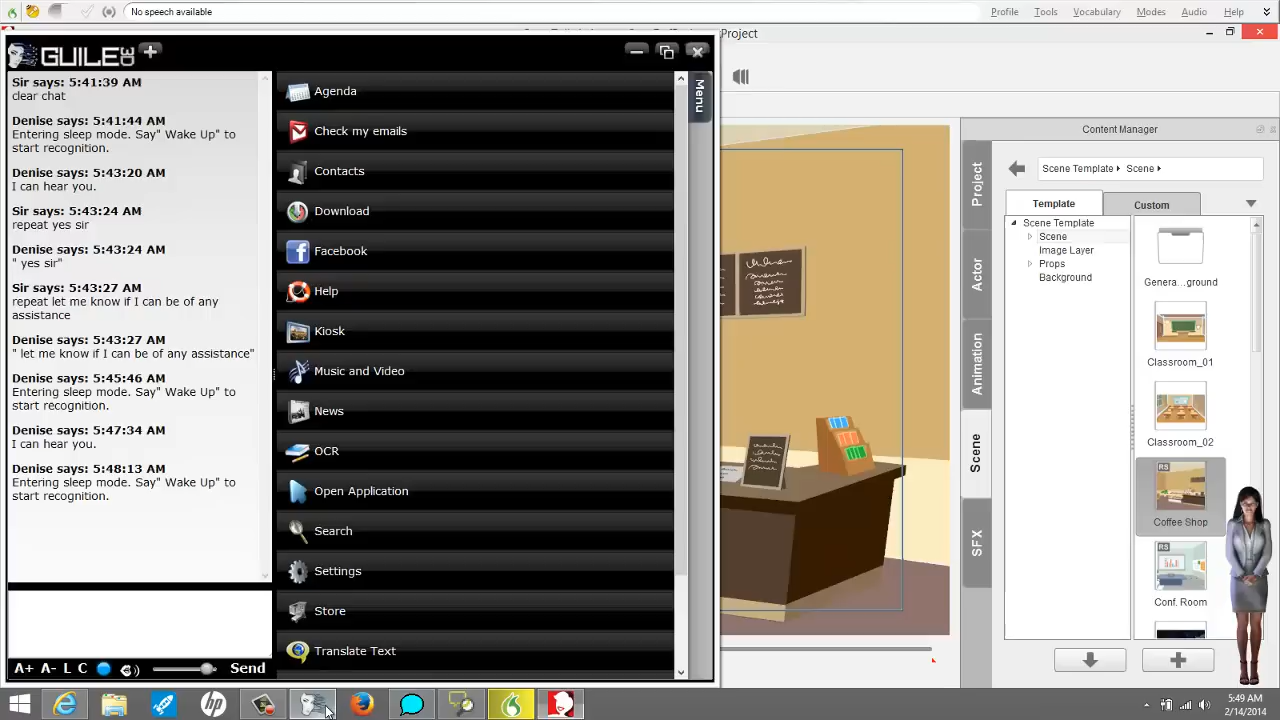 No speech available
Profile Tools Vocabulary Modes Audio Help
Project
GUILE 3D
Sir says: 5:41:39 AM
clear chat
Denise says: 5:41:44 AM
Entering sleep mode. Say" Wake Up" to
start recognition.
Denise says: 5:43:20 AM
I can hear you.
Sir says: 5:43:24 AM
repeat yes sir
Denise says: 5:43:24 AM
" yes sir"
Sir says: 5:43:27 AM
repeat let me know if I can be of any
assistance
Denise says: 5:43:27 AM
" let me know if I can be of any assistance"
Denise says: 5:45:46 AM
Entering sleep mode. Say" Wake Up" to
start recognition.
Denise says: 5:47:34 AM
I can hear you.
Denise says: 5:48:13 AM
Entering sleep mode. Say" Wake Up" to
start recognition.
A+ A- L C Send
Menu
Agenda
Check my emails
Contacts
Download
Facebook
Help
Kiosk
Music and Video
News
OCR
Open Application
Search
Settings
Store
Translate Text
Content Manager
Project
Actor
Animation
Scene
SFX
Scene Template Scene
Template Custom
Scene Template
Scene
Image Layer
Props
Background
Genera...ground
Classroom_01
Classroom_02
RS
Coffee Shop
RS
Conf. Room
hp
5:49 AM
2/14/2014